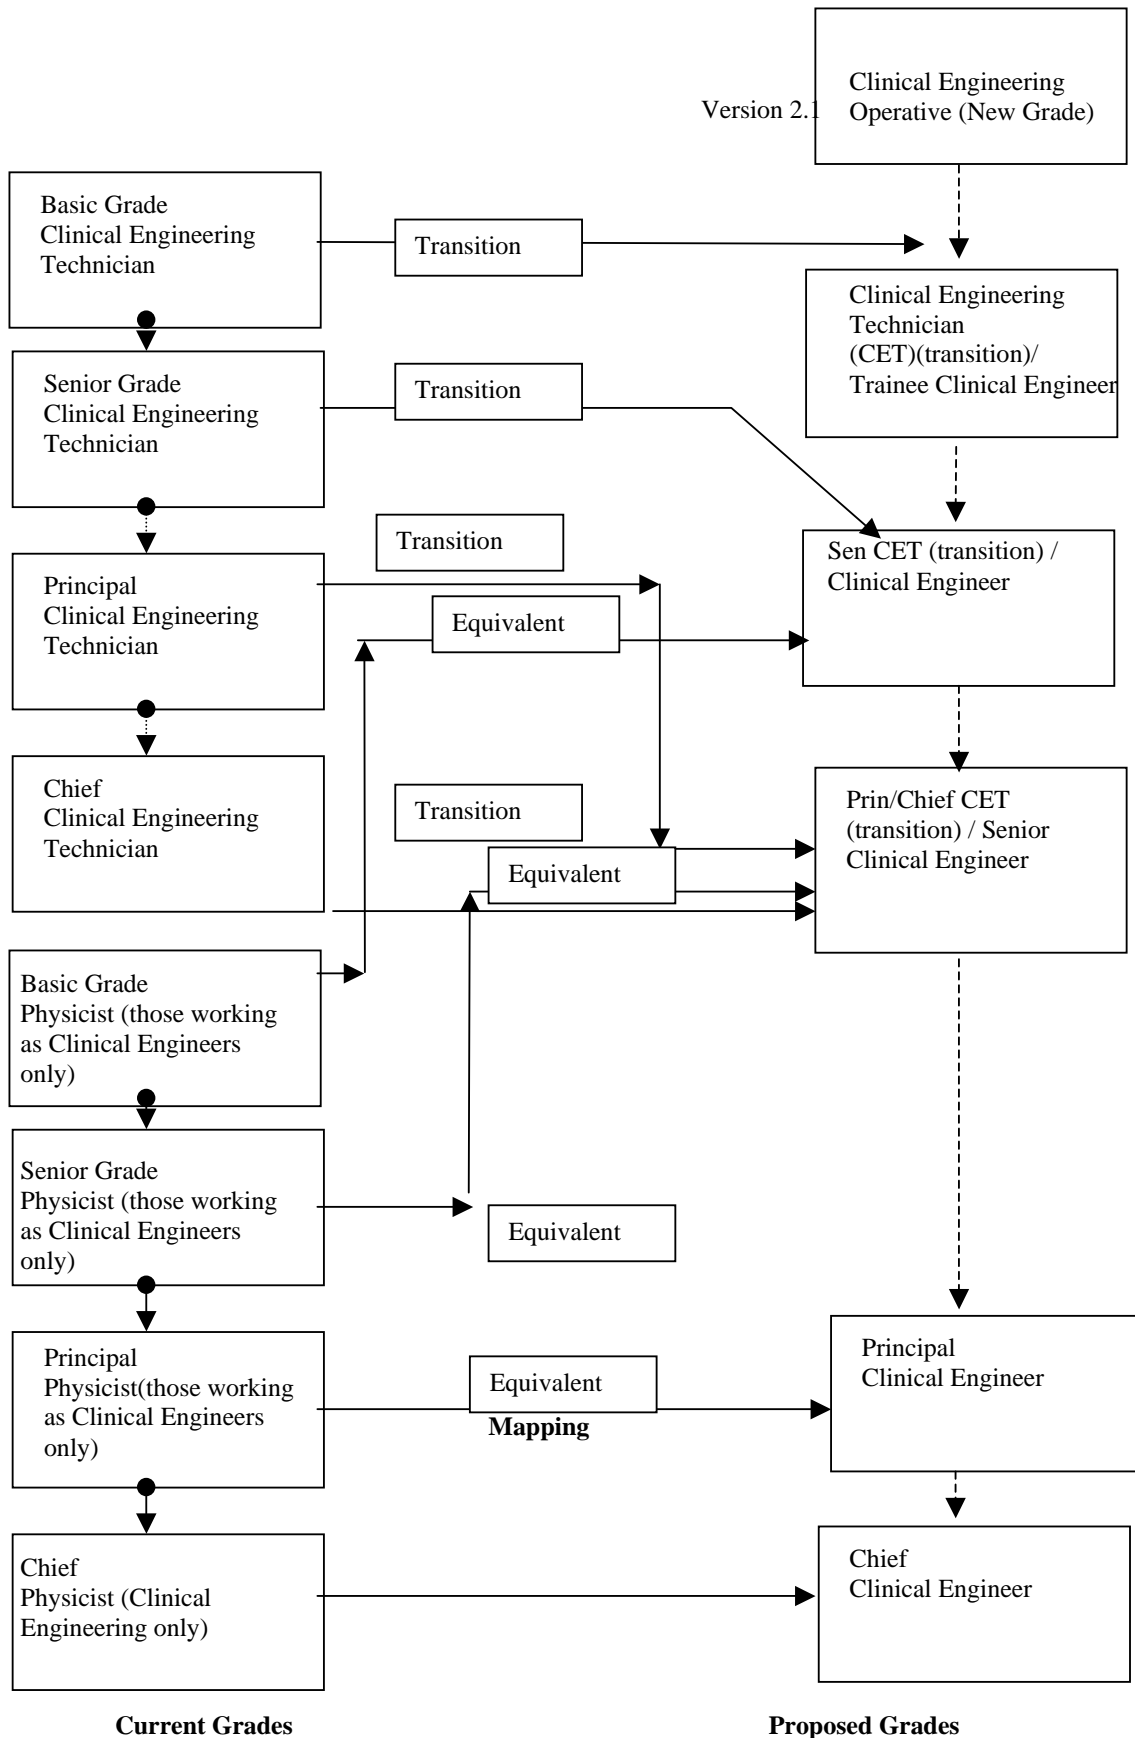 Clinical Engineering
Version 2.1
Operative (New Grade)
Basic Grade
Clinical Engineering
Technician
Transition
Clinical Engineering
Technician
(CET)(transition)/
Trainee Clinical Engineer
Senior Grade
Clinical Engineering
Technician
Transition
Transition
Sen CET (transition) /
Clinical Engineer
Principal
Clinical Engineering
Technician
Equivalent
Chief
Clinical Engineering
Technician
Transition
Prin/Chief CET
(transition) / Senior
Clinical Engineer
Equivalent
Basic Grade
Physicist (those working
as Clinical Engineers
only)
Senior Grade
Physicist (those working
as Clinical Engineers
only)
Equivalent
Principal
Physicist(those working
as Clinical Engineers
only)
Equivalent
Mapping
Principal
Clinical Engineer
Chief
Physicist (Clinical
Engineering only)
Chief
Clinical Engineer
Current Grades
Proposed Grades